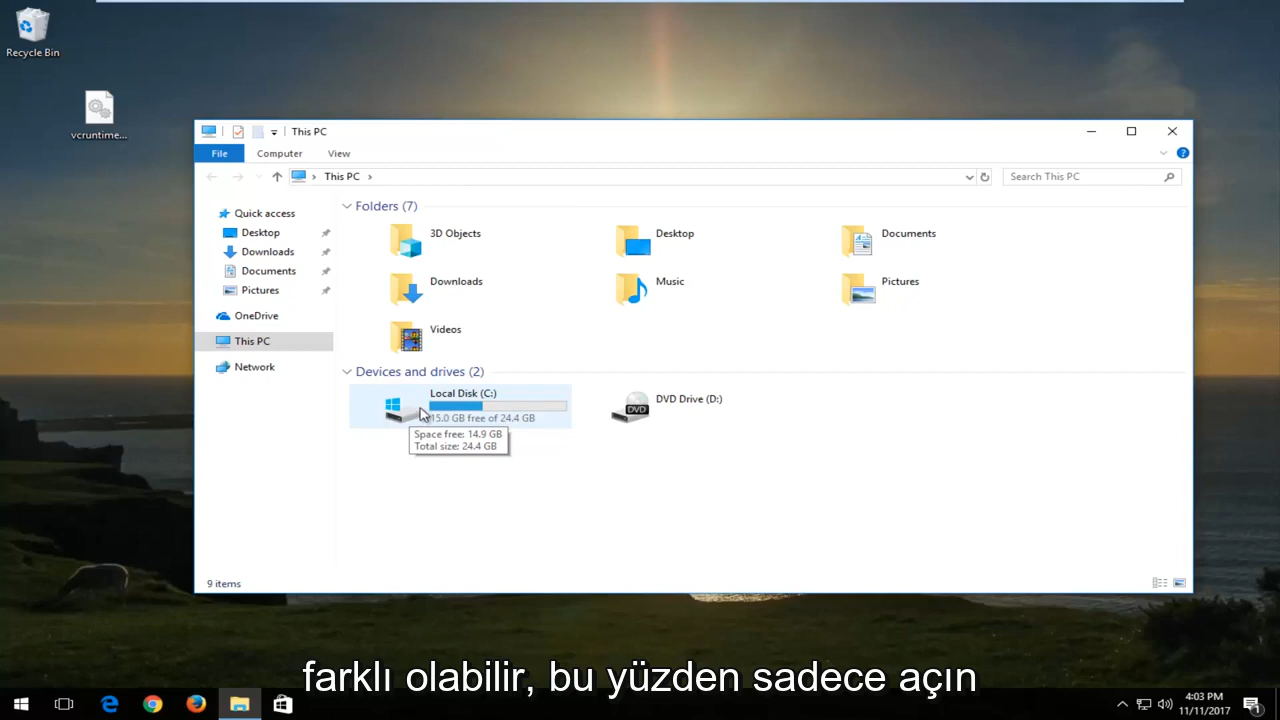 Recycle Bin
vcruntime...
This PC
File
Computer
View
This PC
Search This PC
Quick access
Desktop
Downloads
Documents
Pictures
OneDrive
This PC
Network
Folders (7)
3D Objects
Desktop
Documents
Downloads
Music
Pictures
Videos
Devices and drives (2)
Local Disk (C:)
15.0 GB free of 24.4 GB
Space free: 14.9 GB
Total size: 24.4 GB
DVD Drive (D:)
DVD
9 items
farklı olabilir, bu yüzden sadece açın
4:03 PM
11/11/2017
1